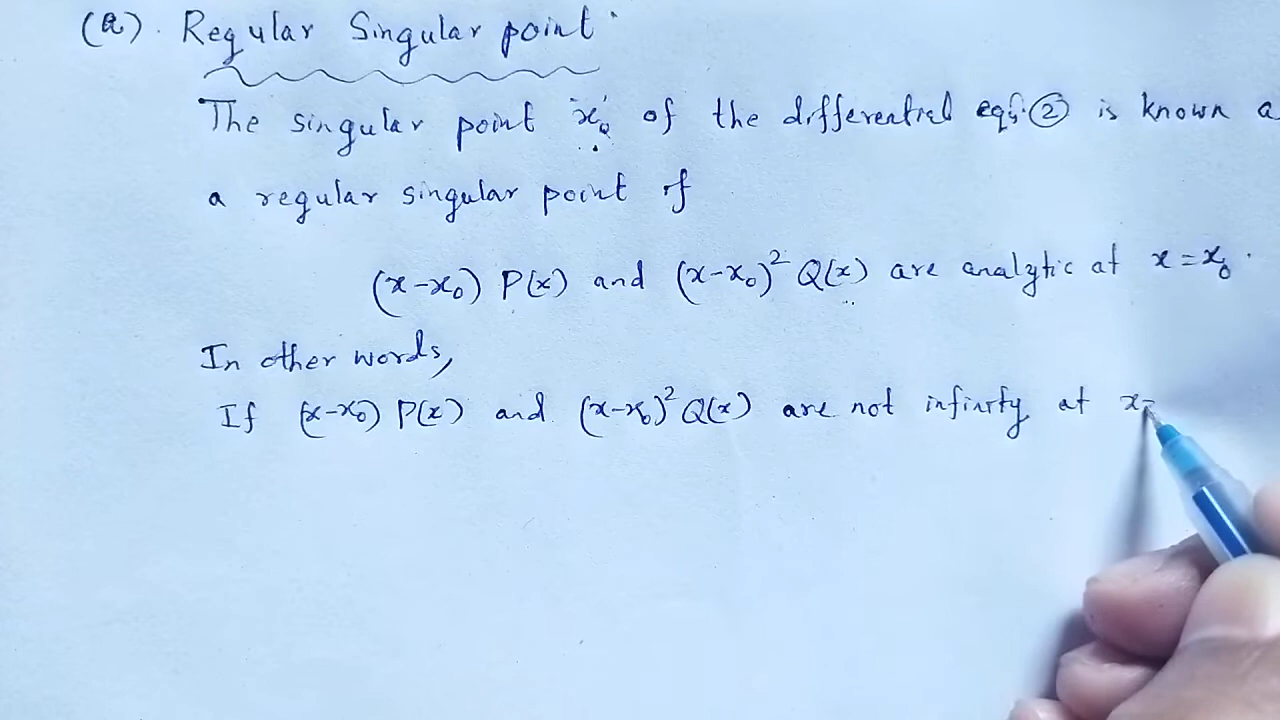 (a). Regular Singular point
The singular point 'x₀' of the differential eqⁿ. ② is known a
a regular singular point if
(x-x₀) P(x) and (x-x₀)² Q(x) are analytic at x=x₀.
In other words,
If (x-x₀) P(x) and (x-x₀)² Q(x) are not infinity at x=